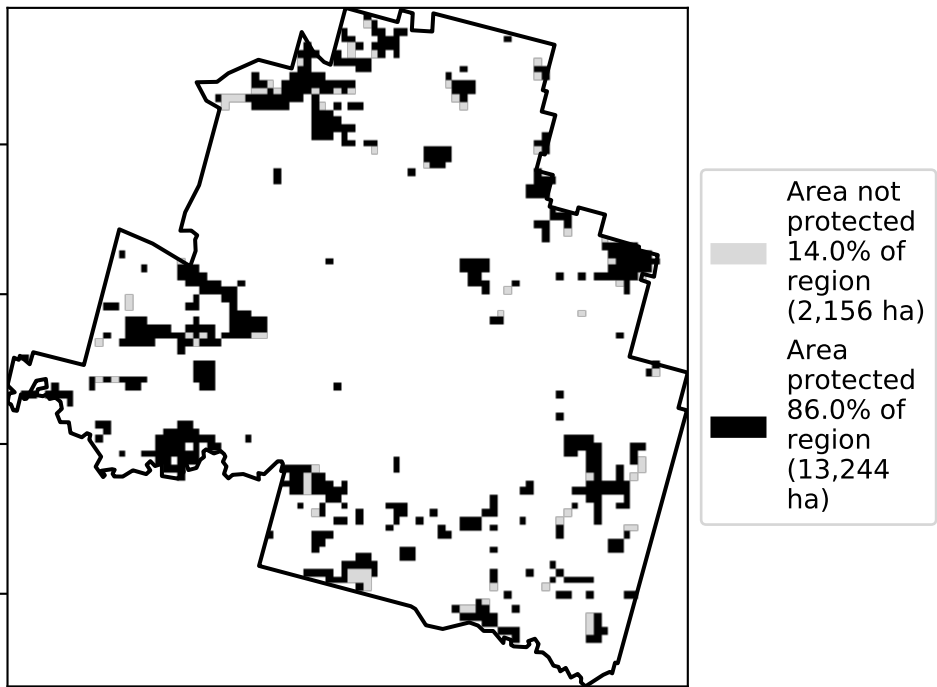 Area not
protected
14.0% of
region
(2,156 ha)
Area
protected
86.0% of
region
(13,244
ha)